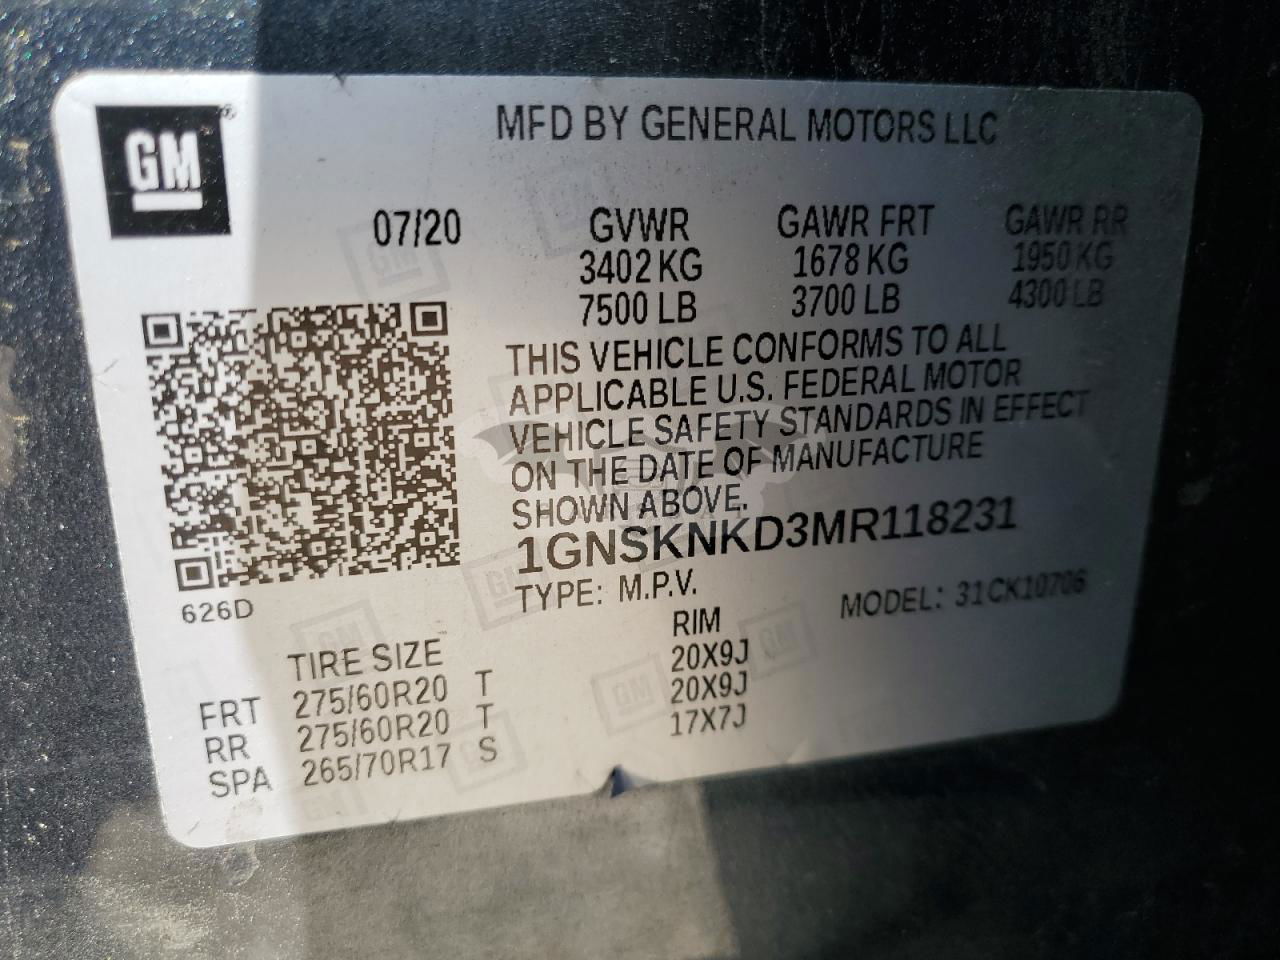 GM®
MFD BY GENERAL MOTORS LLC
07/20 GVWR GAWR FRT GAWR RR
3402 KG 1678 KG 1950 KG
7500 LB 3700 LB 4300 LB
THIS VEHICLE CONFORMS TO ALL
APPLICABLE U.S. FEDERAL MOTOR
VEHICLE SAFETY STANDARDS IN EFFECT
ON THE DATE OF MANUFACTURE
SHOWN ABOVE.
1GNSKNKD3MR118231
626D
TYPE: M.P.V. MODEL: 31CK10706
TIRE SIZE RIM
FRT 275/60R20 T 20X9J
RR 275/60R20 T 20X9J
SPA 265/70R17 S 17X7J